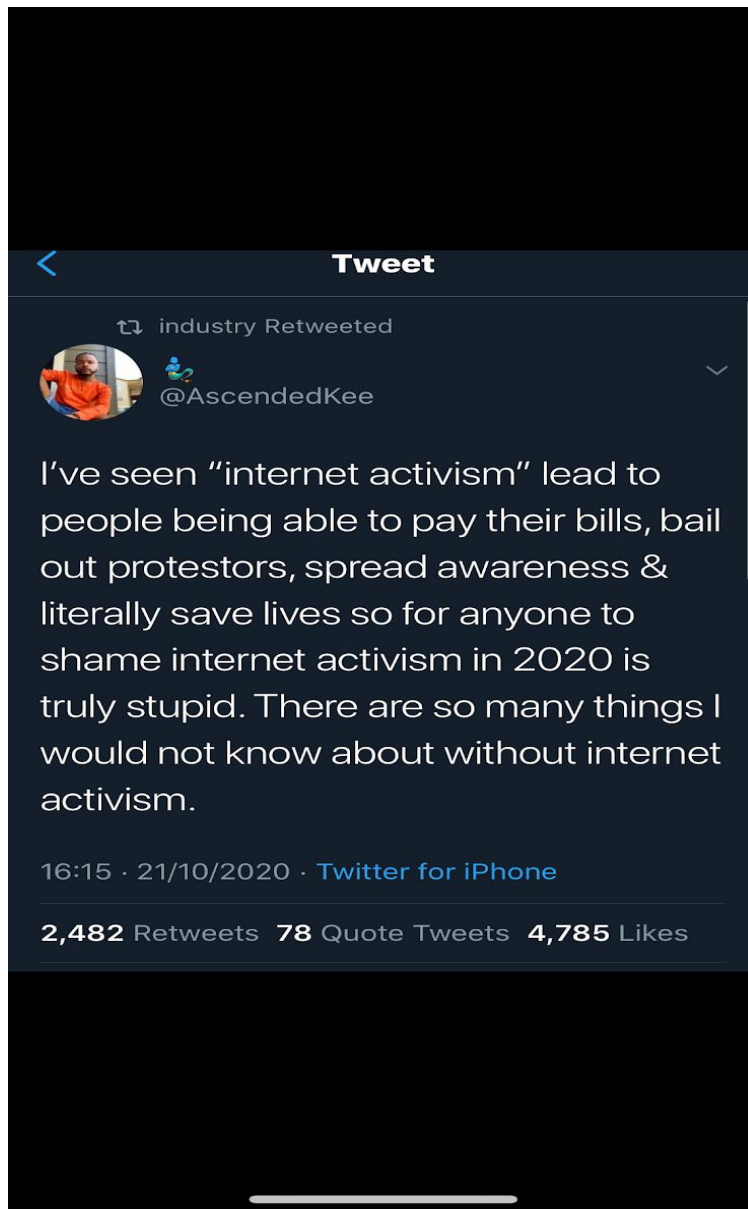 Tweet
industry Retweeted
@AscendedKee
I've seen “internet activism” lead to
people being able to pay their bills, bail
out protestors, spread awareness &
literally save lives so for anyone to
shame internet activism in 2020 is
truly stupid. There are so many things I
would not know about without internet
activism.
16:15 · 21/10/2020 · Twitter for iPhone
2,482 Retweets 78 Quote Tweets 4,785 Likes